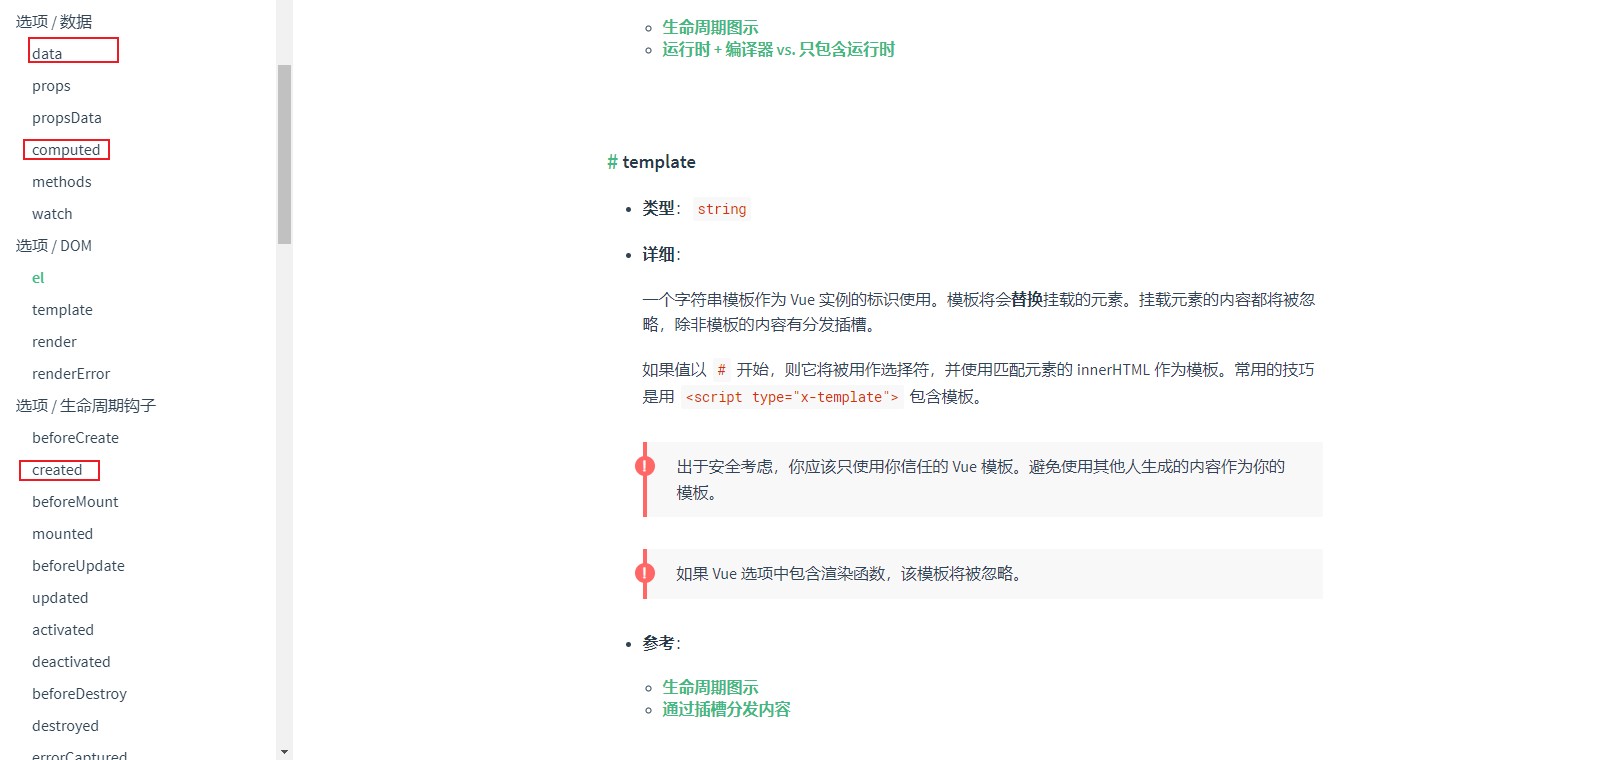 选项 / 数据
data
props
propsData
computed
methods
watch
选项 / DOM
el
template
render
renderError
选项 / 生命周期钩子
beforeCreate
created
beforeMount
mounted
beforeUpdate
updated
activated
deactivated
beforeDestroy
destroyed
errorCaptured
生命周期图示
运行时 + 编译器 vs. 只包含运行时
# template
类型： string
详细：
一个字符串模板作为 Vue 实例的标识使用。模板将会替换挂载的元素。挂载元素的内容都将被忽
略，除非模板的内容有分发插槽。
如果值以 # 开始，则它将被用作选择符，并使用匹配元素的 innerHTML 作为模板。常用的技巧
是用 <script type="x-template"> 包含模板。
出于安全考虑，你应该只使用你信任的 Vue 模板。避免使用其他人生成的内容作为你的
模板。
如果 Vue 选项中包含渲染函数，该模板将被忽略。
参考：
生命周期图示
通过插槽分发内容